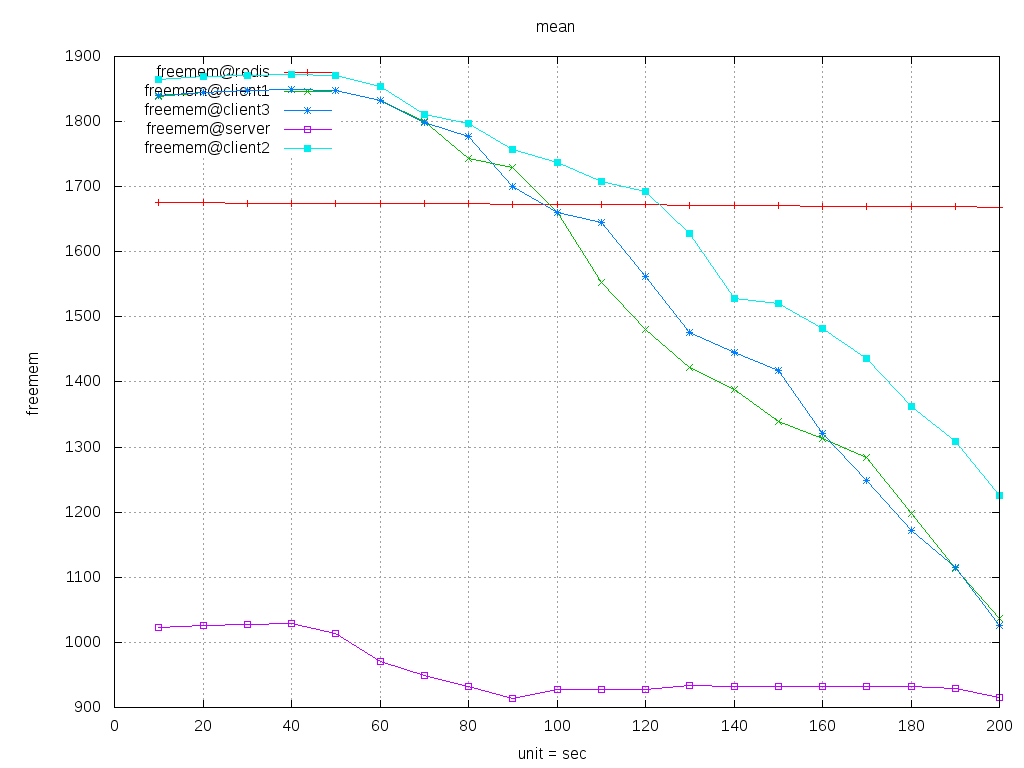 mean
1900
1800
1700
1600
1500
1400
1300
1200
1100
1000
900
freemem
freemem@redis
freemem@client1
freemem@client3
freemem@server
freemem@client2
0 20 40 60 80 100 120 140 160 180 200
unit = sec